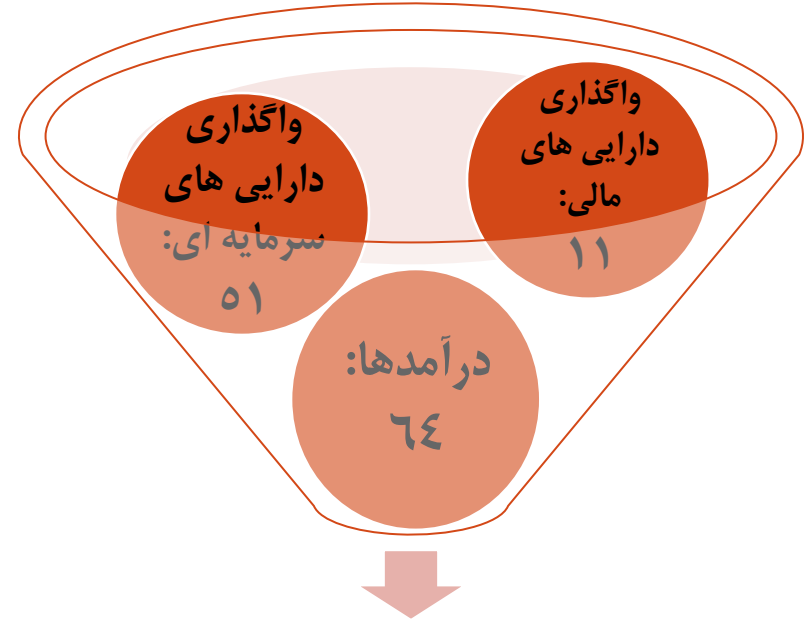 واگذاری
دارایی های
مالی:
١١
واگذاری
دارایی های
سرمایه ای:
٥١
درآمدها:
٦٤